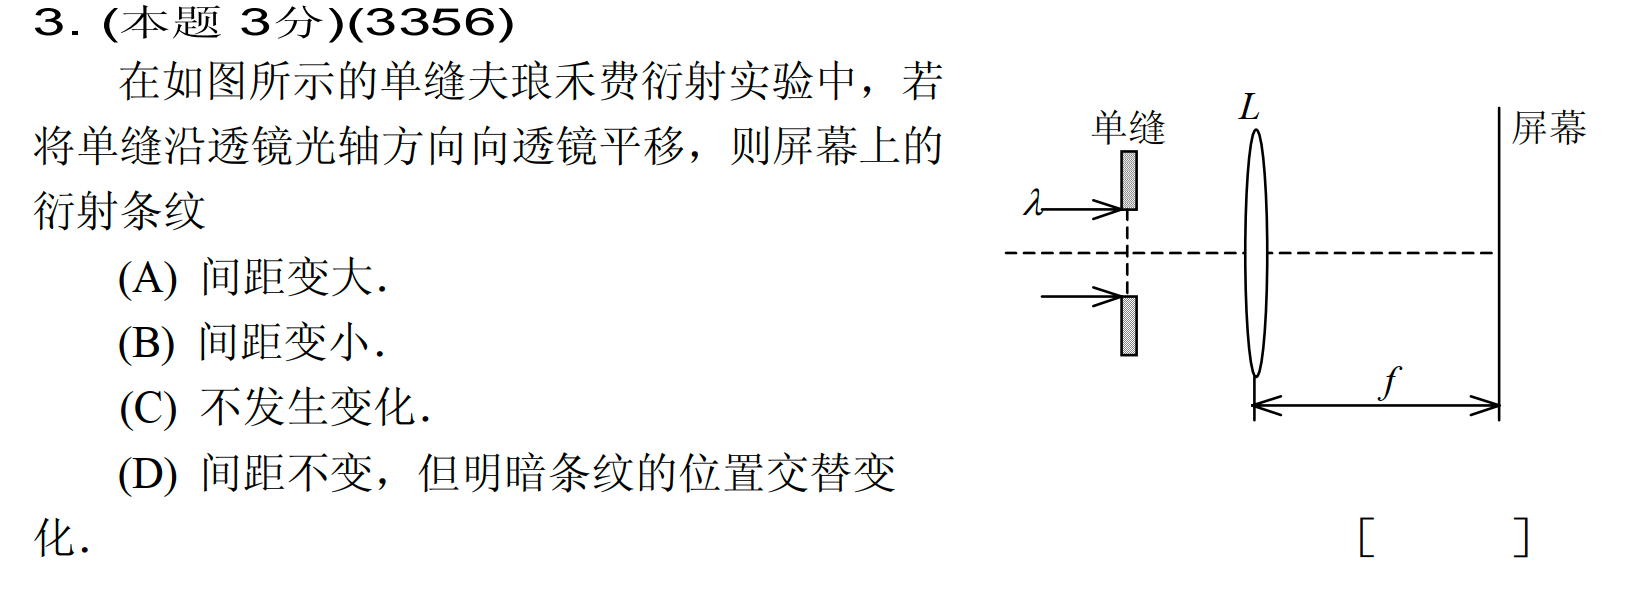 3. (本题 3分)(3356)
在如图所示的单缝夫琅禾费衍射实验中，若
将单缝沿透镜光轴方向向透镜平移，则屏幕上的
衍射条纹
(A) 间距变大．
(B) 间距变小．
(C) 不发生变化．
(D) 间距不变，但明暗条纹的位置交替变
化．
[ ]
单缝
L
屏幕
λ
f